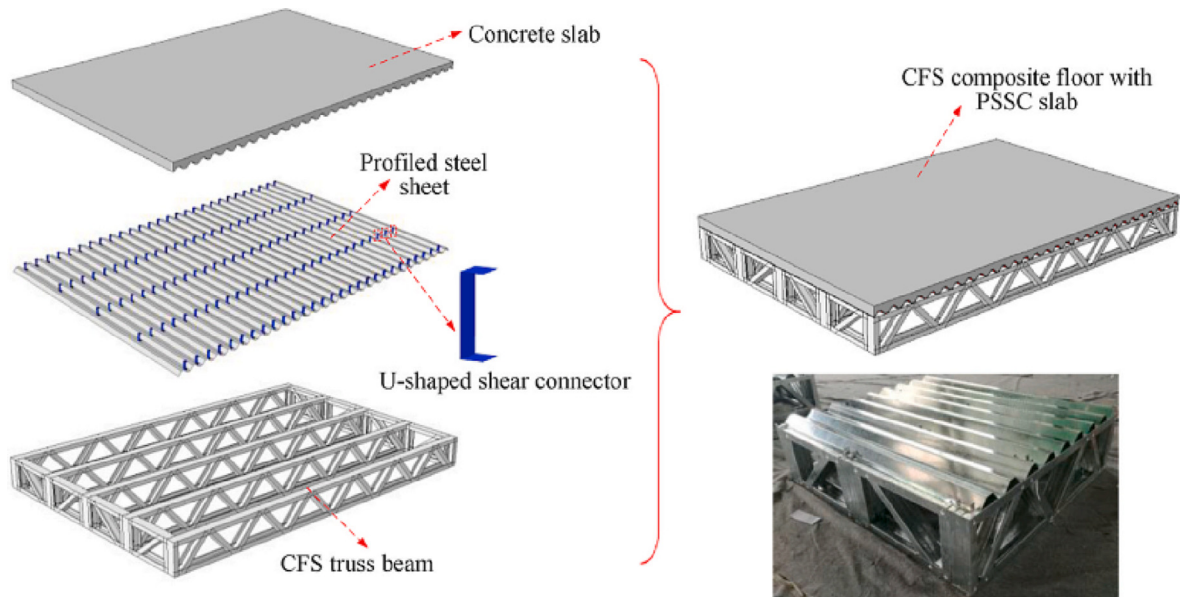 Concrete slab
Profiled steel
sheet
U-shaped shear connector
CFS truss beam
CFS composite floor with
PSSC slab